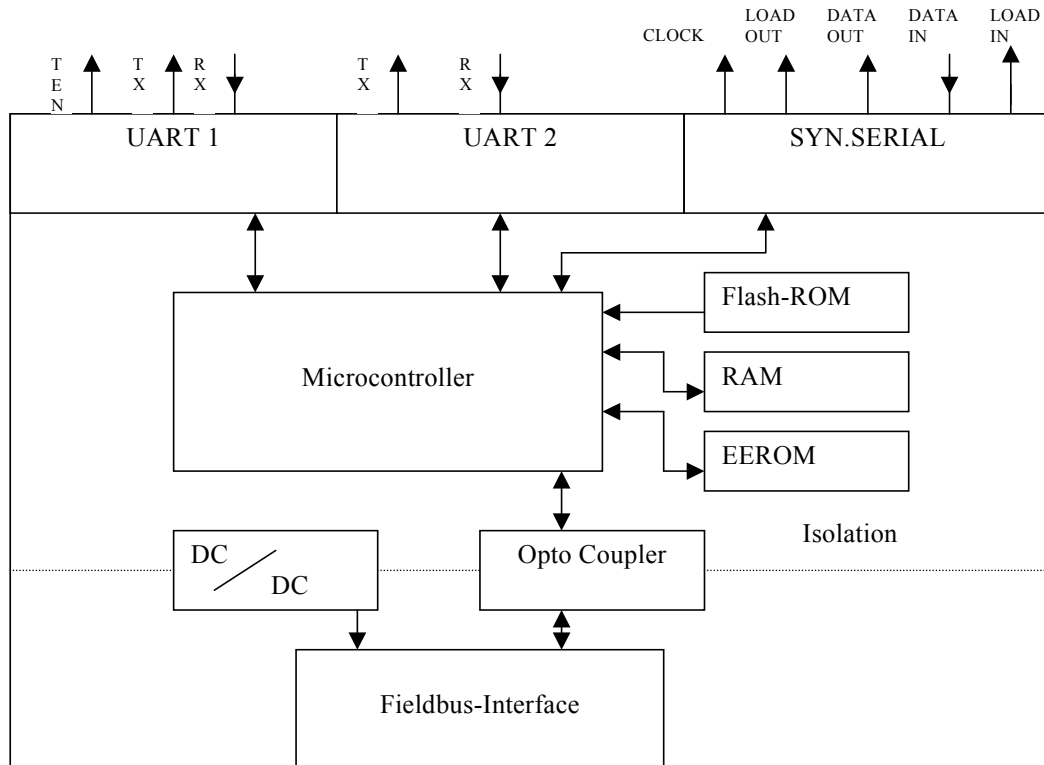 LOAD DATA DATA LOAD
CLOCK OUT OUT IN IN
T T R T R
E X X X X
N
UART 1 UART 2 SYN.SERIAL
Flash-ROM
Microcontroller RAM
EEROM
Isolation
DC Opto Coupler
DC
Fieldbus-Interface